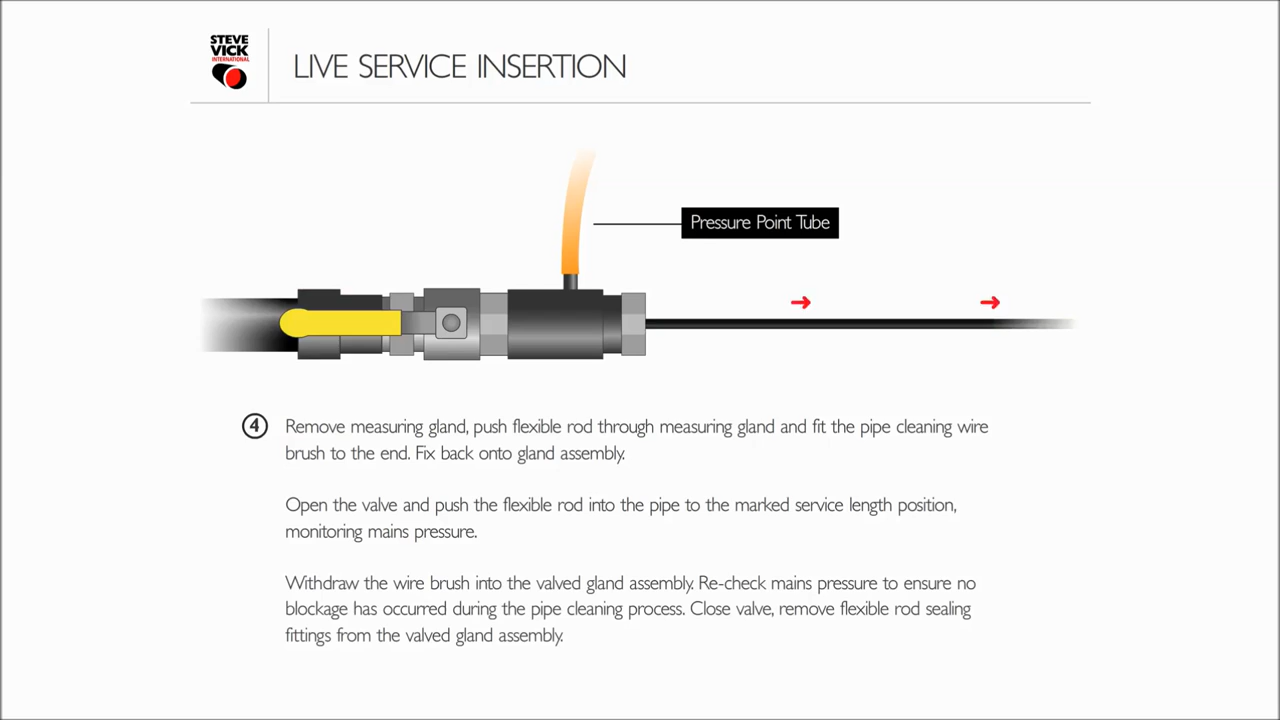 STEVE
VICK
INTERNATIONAL
LIVE SERVICE INSERTION
Pressure Point Tube
4 Remove measuring gland, push flexible rod through measuring gland and fit the pipe cleaning wire
brush to the end. Fix back onto gland assembly.
Open the valve and push the flexible rod into the pipe to the marked service length position,
monitoring mains pressure.
Withdraw the wire brush into the valved gland assembly. Re-check mains pressure to ensure no
blockage has occurred during the pipe cleaning process. Close valve, remove flexible rod sealing
fittings from the valved gland assembly.